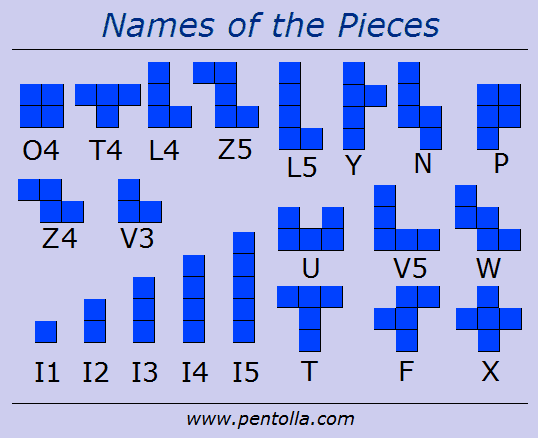 Names of the Pieces
O4 T4 L4 Z5 L5 Y N P
Z4 V3 U V5 W
I1 I2 I3 I4 I5 T F X
www.pentolla.com